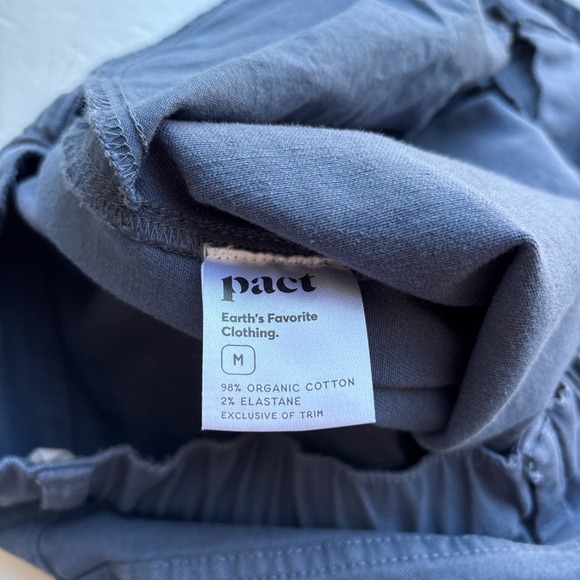 pact
Earth's Favorite
Clothing.
M
98% ORGANIC COTTON
2% ELASTANE
EXCLUSIVE OF TRIM